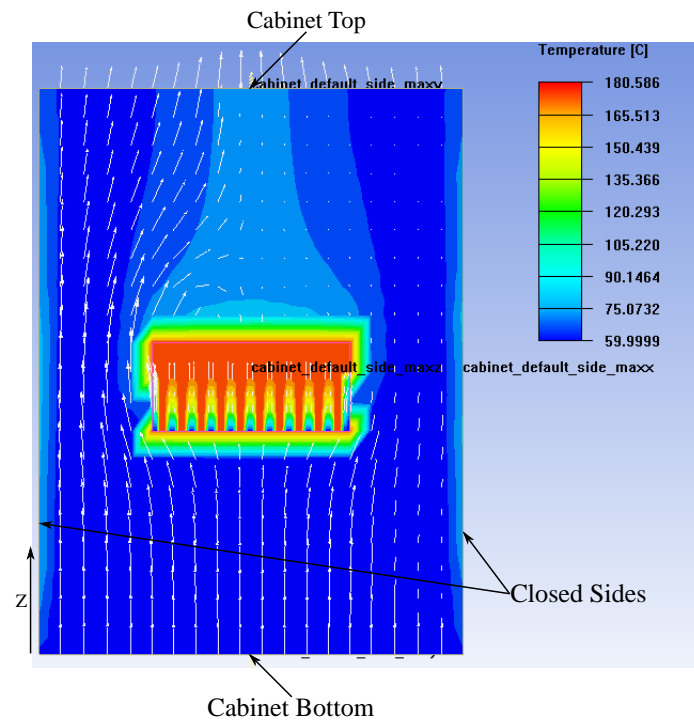 Cabinet Top
Temperature [C]
cabinet_default_side_maxy
180.586
165.513
150.439
135.366
120.293
105.220
90.1464
75.0732
59.9999
cabinet_default_side_maxz
cabinet_default_side_maxx
Z
Closed Sides
Cabinet Bottom